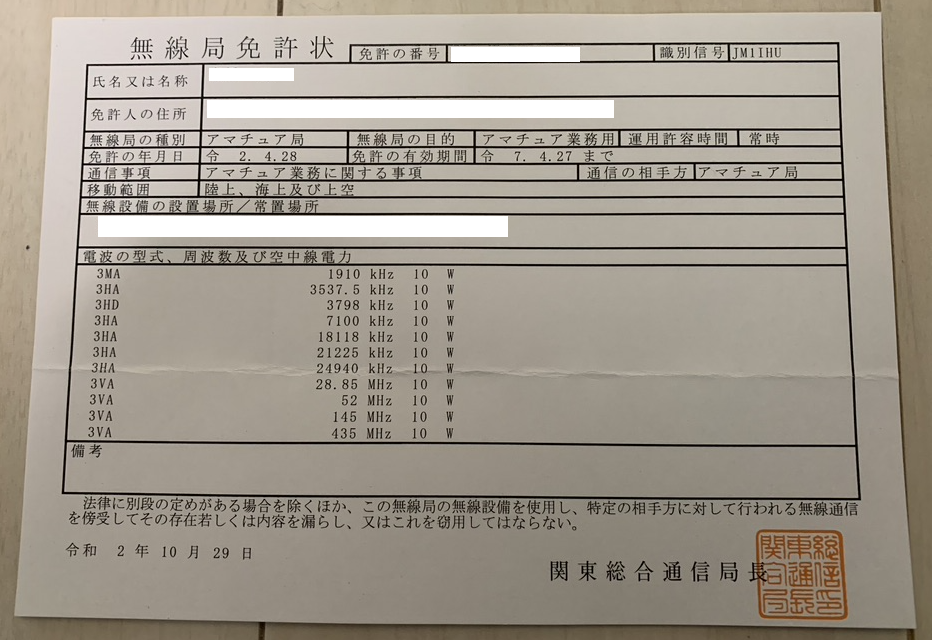 無線局免許状
免許の番号 識別信号 JM1IHU
氏名又は名称
免許人の住所
無線局の種別 アマチュア局 無線局の目的 アマチュア業務用 運用許容時間 常時
免許の年月日 令 2. 4.28 免許の有効期間 令 7. 4.27 まで
通信事項 アマチュア業務に関する事項 通信の相手方 アマチュア局
移動範囲 陸上、海上及び上空
無線設備の設置場所／常置場所
電波の型式、周波数及び空中線電力
3MA 1910 kHz 10 W
3HA 3537.5 kHz 10 W
3HD 3798 kHz 10 W
3HA 7100 kHz 10 W
3HA 18118 kHz 10 W
3HA 21225 kHz 10 W
3HA 24940 kHz 10 W
3VA 28.85 MHz 10 W
3VA 52 MHz 10 W
3VA 145 MHz 10 W
3VA 435 MHz 10 W
備考
法律に別段の定めがある場合を除くほか、この無線局の無線設備を使用し、特定の相手方に対して行われる無線通信
を傍受してその存在若しくは内容を漏らし、又はこれを窃用してはならない。
令和 2 年 10 月 29 日
関東総合通信局長
関東総合通信局長印